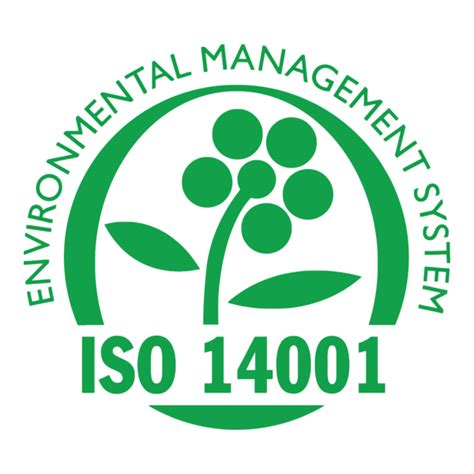 ENVIRONMENTAL MANAGEMENT SYSTEM
ISO 14001